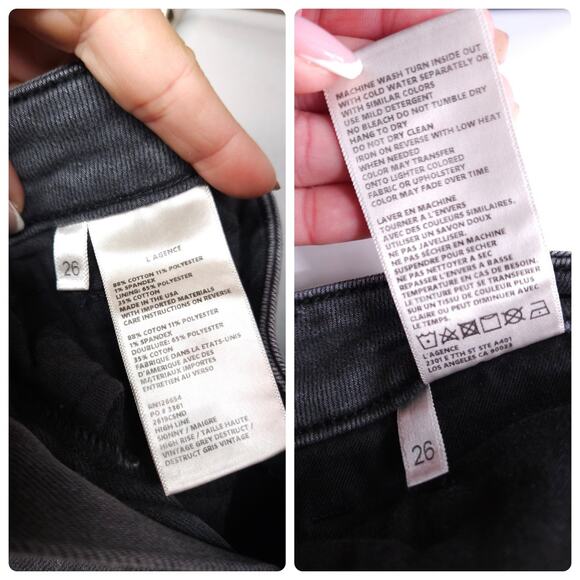 26
L'AGENCE
88% COTTON 11% POLYESTER
1% SPANDEX
LINING: 65% POLYESTER
35% COTTON
MADE IN THE USA
WITH IMPORTED MATERIALS
CARE INSTRUCTIONS ON REVERSE
88% COTON 11% POLYESTER
1% SPANDEX
DOUBLURE: 65% POLYESTER
35% COTON
FABRIQUE DANS LA ETATS-UNIS
D'AMERIQUE AVEC DES
MATERIAUX IMPORTES
ENTRETIEN AU VERSO
RN128654
PO # 3981
2619CSND
HIGH LINE
SKINNY / MAIGRE
HIGH RISE / TAILLE HAUTE
VINTAGE GREY DESTRUCT /
DESTRUCT GRIS VINTAGE
MACHINE WASH TURN INSIDE OUT
WITH COLD WATER SEPARATELY OR
WITH SIMILAR COLORS
USE MILD DETERGENT
NO BLEACH DO NOT TUMBLE DRY
HANG TO DRY
DO NOT DRY CLEAN
IRON ON REVERSE WITH LOW HEAT
WHEN NEEDED
COLOR MAY TRANSFER
ONTO LIGHTER COLORED
FABRIC OR UPHOLSTERY
COLOR MAY FADE OVER TIME
LAVER EN MACHINE
TOURNER A L'ENVERS
AVEC DES COULEURS SIMILAIRES.
UTILISER UN SAVON DOUX
NE PAS JAVELLISER.
NE PAS SÉCHER EN MACHINE
SUSPENDRE POUR SÉCHER
NE PAS NETTOYER A SEC
REPASSER A L'ENVERS A BASSE
TEMPÉRATURE EN CAS DE BESOIN.
LE TEINTURE PEUT SE TRANSFÉRER
SUR UN TISSU DE COULEUR PLUS
CLAIRE OU PEUT DIMINUER AVEC
LE TEMPS.
L'AGENCE
2301 E 7TH ST STE A401
LOS ANGELES CA 90023
26